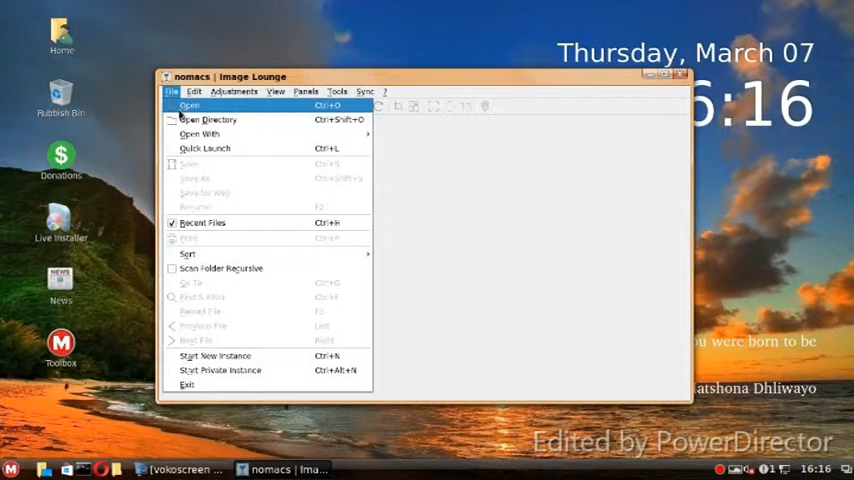 Home
Rubbish Bin
Donations
Live Installer
News
Toolbox
Thursday, March 07
6:16
nomacs | Image Lounge
File Edit Adjustments View Panels Tools Sync ?
Open Ctrl+O
Open Directory Ctrl+Shift+O
Open With
Quick Launch Ctrl+L
Save Ctrl+S
Save As Ctrl+Shift+S
Save for Web
Rename F2
Recent Files Ctrl+H
Print Ctrl+P
Sort
Scan Folder Recursive
Go To Ctrl+G
Find & Filter Ctrl+F
Reload File F5
Previous File Left
Next File Right
Start New Instance Ctrl+N
Start Private Instance Ctrl+Alt+N
Exit
you were born to be
Matshona Dhliwayo
Edited by PowerDirector
[vokoscreen ...
nomacs | Ima...
1
16:16